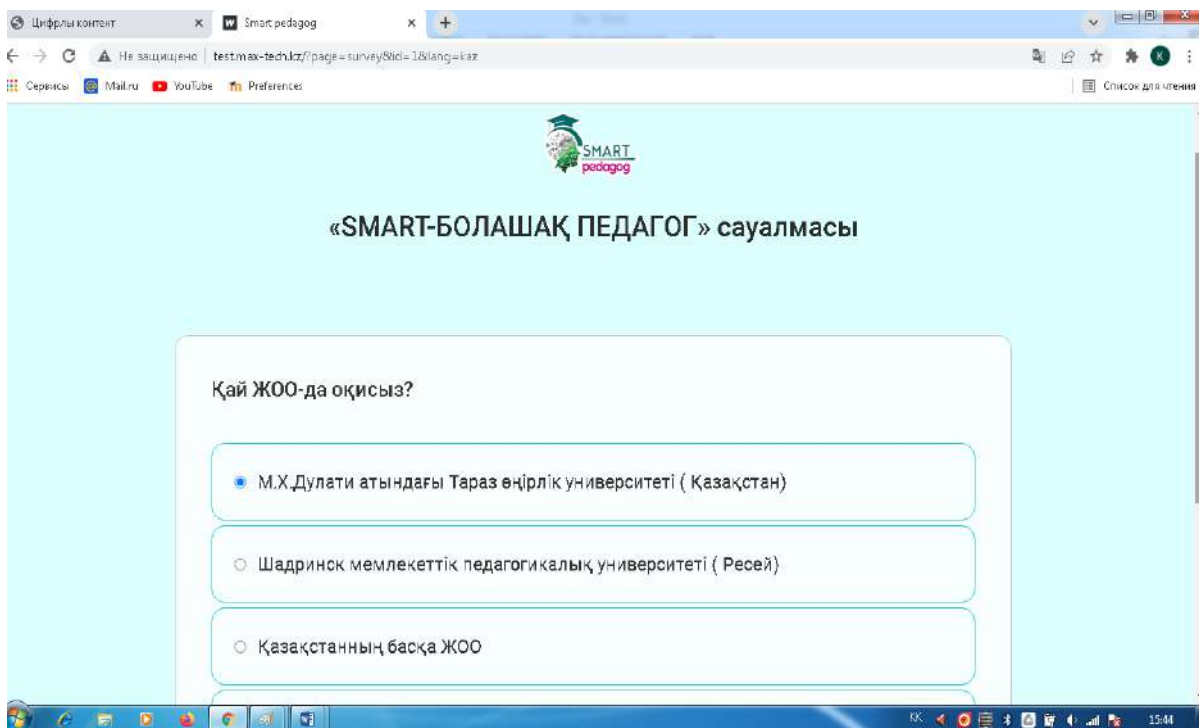 Цифрлы контент
Smart pedagog
Не защищено | testmax-tech.kz/?page=survey&id=1&lang=kaz
K
Сервисы
Mail.ru
YouTube
Preferences
Список для чтения
SMART
pedagog
«SMART-БОЛАШАҚ ПЕДАГОГ» сауалмасы
Қай ЖОО-да оқисыз?
М.Х.Дулати атындағы Тараз өңірлік университеті ( Қазақстан)
Шадринск мемлекеттік педагогикалық университеті ( Ресей)
Қазақстанның басқа ЖОО
KK
15:44